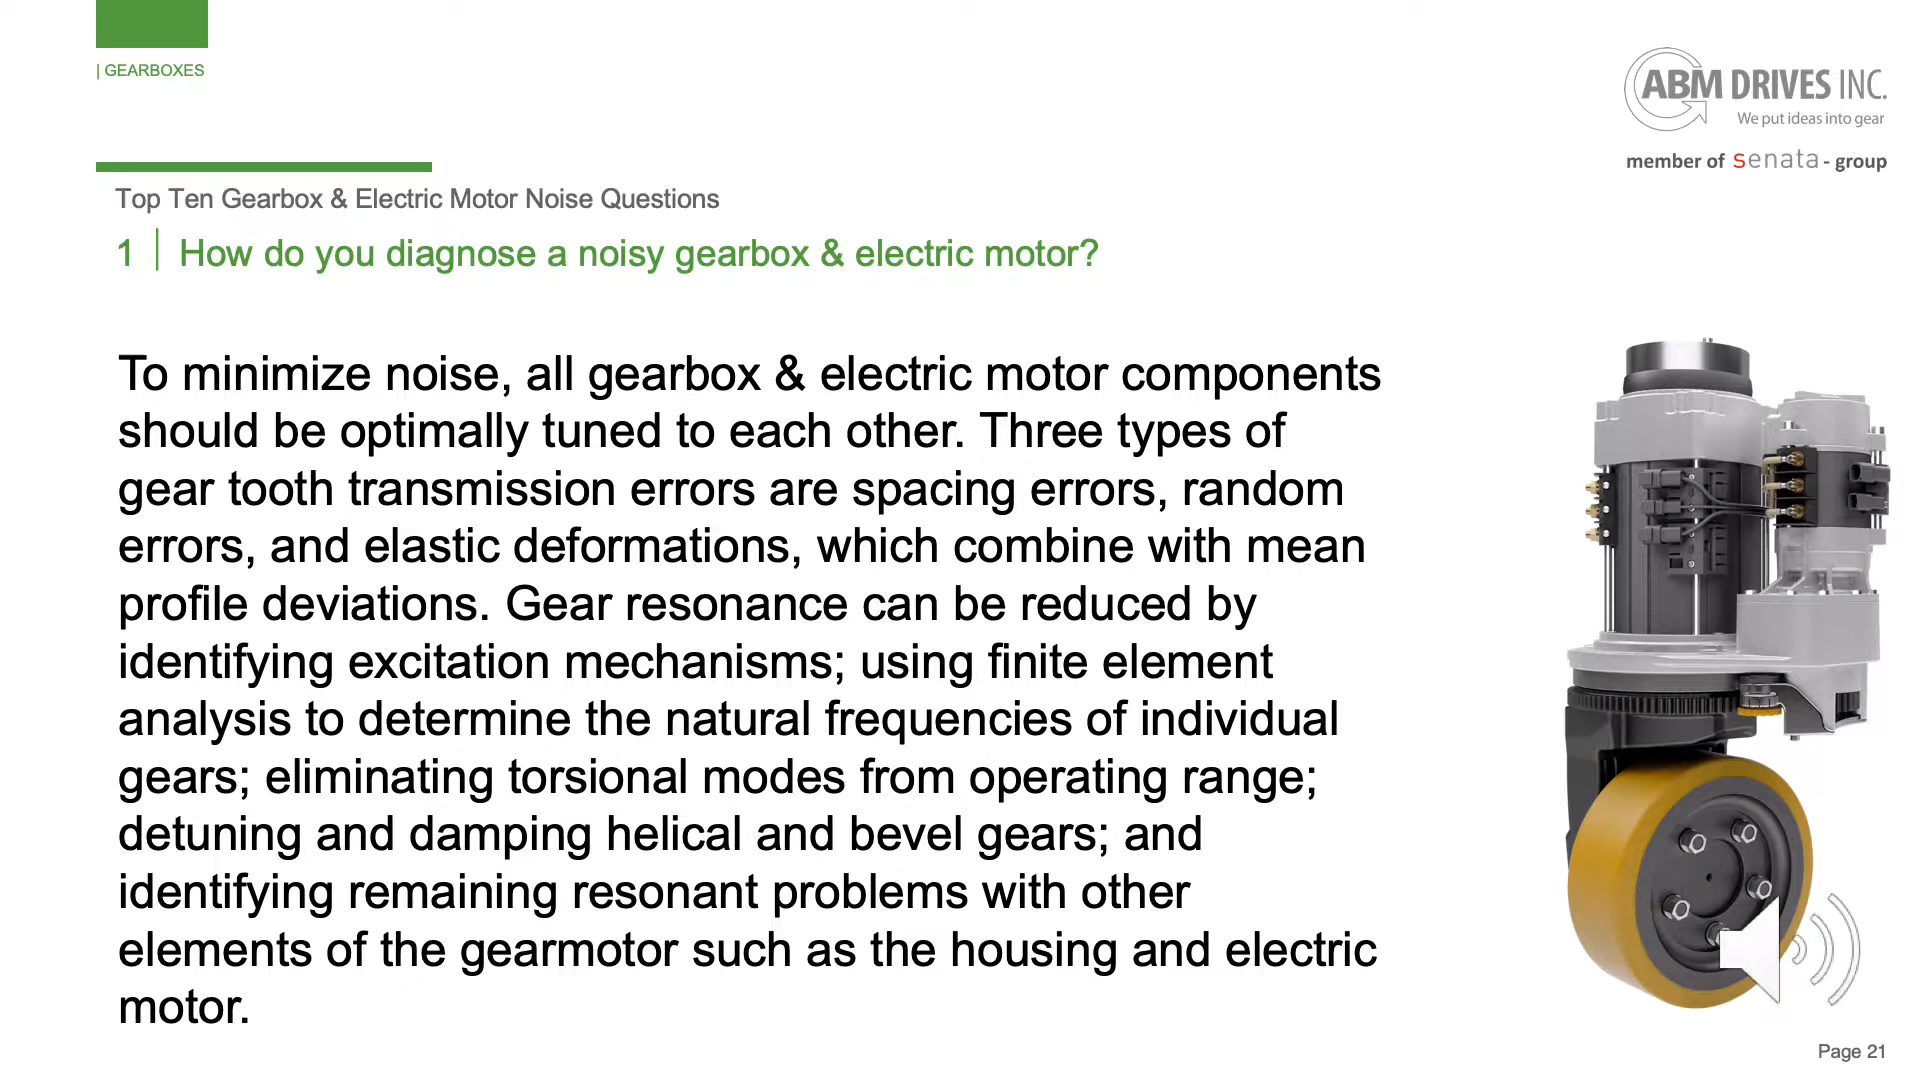 | GEARBOXES
ABM DRIVES INC.
We put ideas into gear
member of senata - group
Top Ten Gearbox & Electric Motor Noise Questions
1 | How do you diagnose a noisy gearbox & electric motor?
To minimize noise, all gearbox & electric motor components
should be optimally tuned to each other. Three types of
gear tooth transmission errors are spacing errors, random
errors, and elastic deformations, which combine with mean
profile deviations. Gear resonance can be reduced by
identifying excitation mechanisms; using finite element
analysis to determine the natural frequencies of individual
gears; eliminating torsional modes from operating range;
detuning and damping helical and bevel gears; and
identifying remaining resonant problems with other
elements of the gearmotor such as the housing and electric
motor.
Page 21